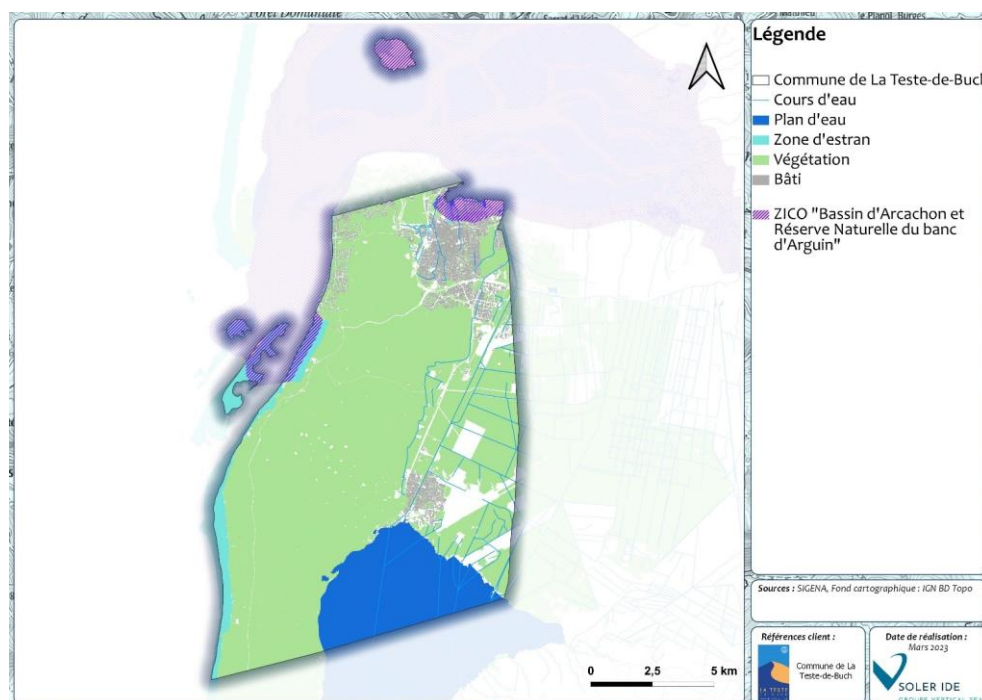 Légende
Commune de La Teste-de-Buch
Cours d'eau
Plan d'eau
Zone d'estran
Végétation
Bâti
ZICO "Bassin d'Arcachon et
Réserve Naturelle du banc
d'Arguin"
0 2,5 5 km
Sources : SIGENA, Fond cartographique : IGN BD Topo
Références client :
Commune de La
Teste-de-Buch
LA TESTE
Date de réalisation :
Mars 2023
SOLER IDE